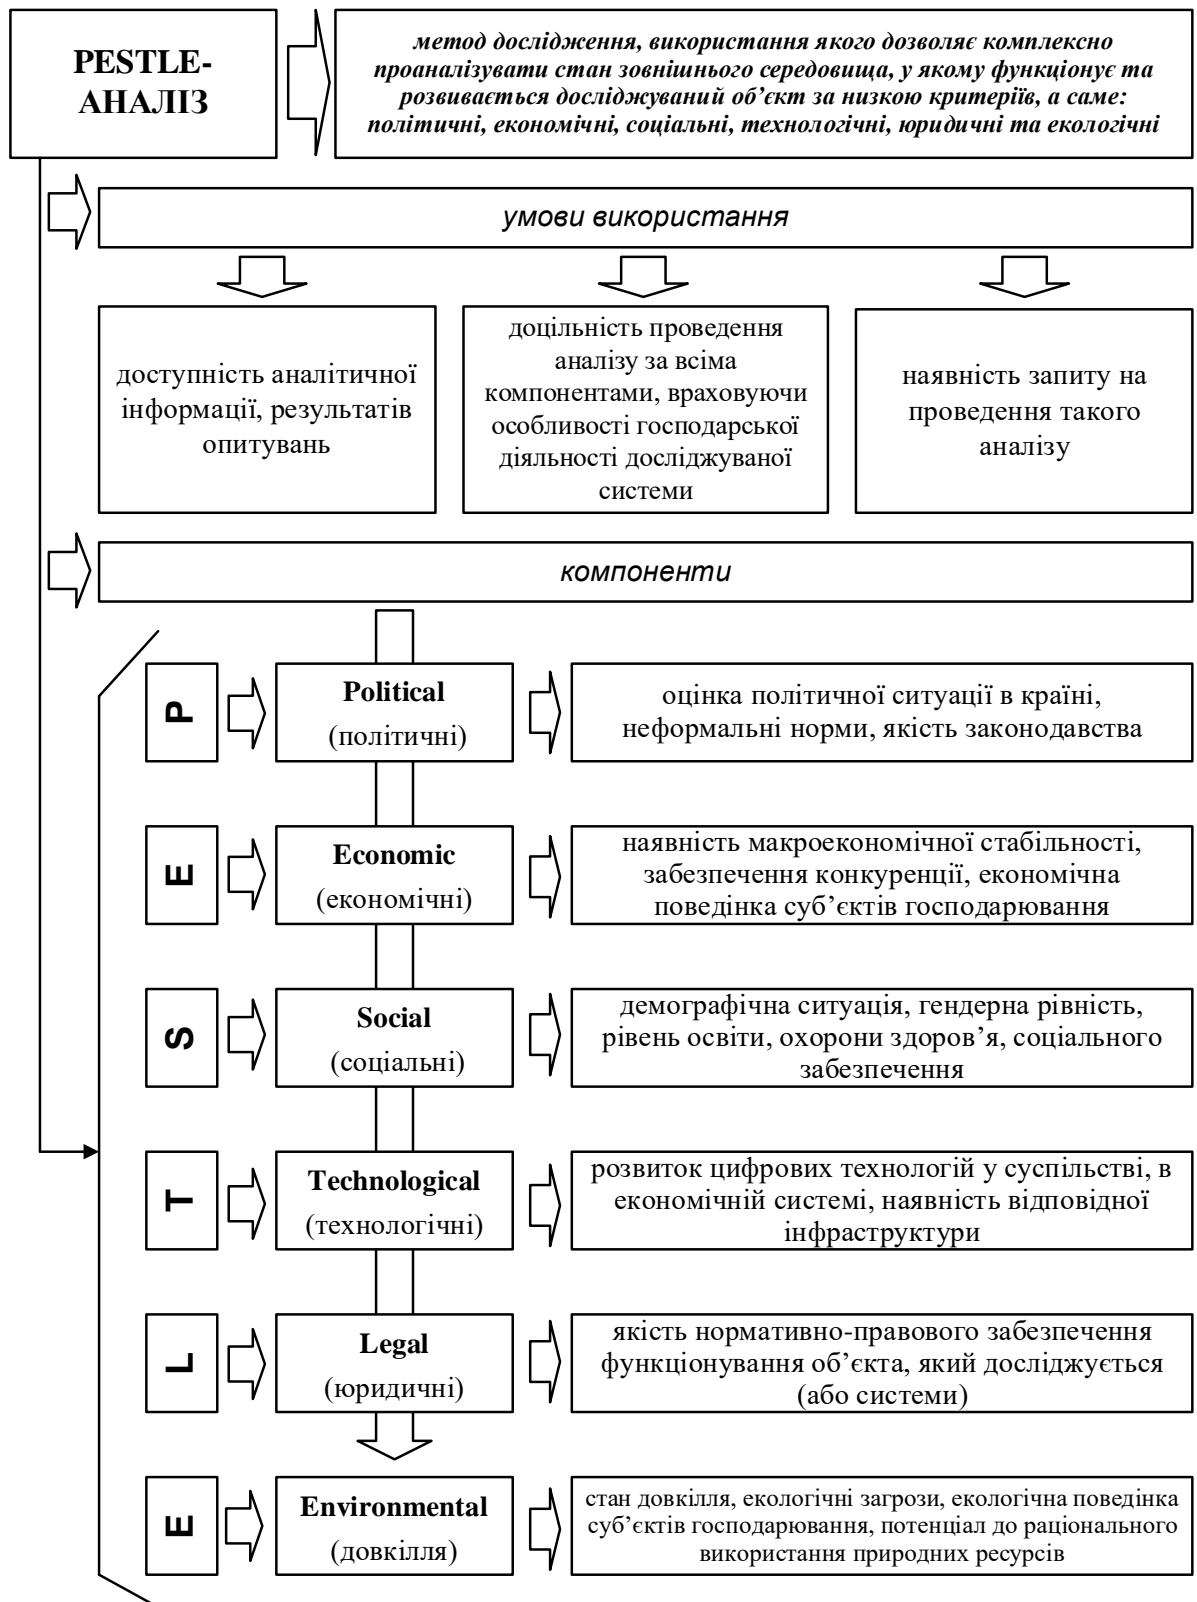 PESTLE-
АНАЛІЗ
метод дослідження, використання якого дозволяє комплексно
проаналізувати стан зовнішнього середовища, у якому функціонує та
розвивається досліджуваний об’єкт за низкою критеріїв, а саме:
політичні, економічні, соціальні, технологічні, юридичні та екологічні
умови використання
доступність аналітичної
інформації, результатів
опитувань
доцільність проведення
аналізу за всіма
компонентами, враховуючи
особливості господарської
діяльності досліджуваної
системи
наявність запиту на
проведення такого
аналізу
компоненти
P
Political
(політичні)
оцінка політичної ситуації в країні,
неформальні норми, якість законодавства
E
Economic
(економічні)
наявність макроекономічної стабільності,
забезпечення конкуренції, економічна
поведінка суб’єктів господарювання
S
Social
(соціальні)
демографічна ситуація, гендерна рівність,
рівень освіти, охорони здоров’я, соціального
забезпечення
T
Technological
(технологічні)
розвиток цифрових технологій у суспільстві, в
економічній системі, наявність відповідної
інфраструктури
L
Legal
(юридичні)
якість нормативно-правового забезпечення
функціонування об’єкта, який досліджується
(або системи)
E
Environmental
(довкілля)
стан довкілля, екологічні загрози, екологічна поведінка
суб’єктів господарювання, потенціал до раціонального
використання природних ресурсів